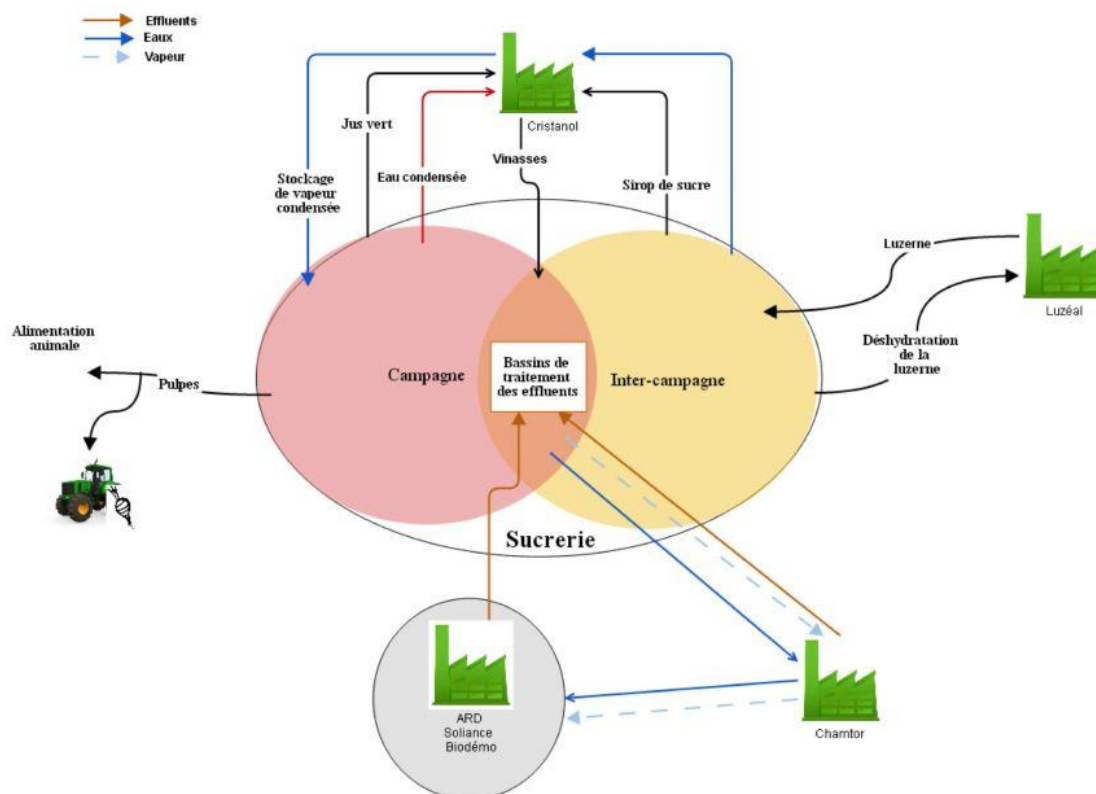 Effluents
Eaux
Vapeur
Cristanol
Jus vert
Eau condensée
Vinasses
Sirop de sucre
Stockage
de vapeur
condensée
Luzerne
Luzéal
Déshydratation
de la
luzerne
Alimentation
animale
Pulpes
Campagne
Bassins de
traitement
des effluents
Inter-campagne
Sucrerie
ARD
Soliance
Biodémo
Chamtor